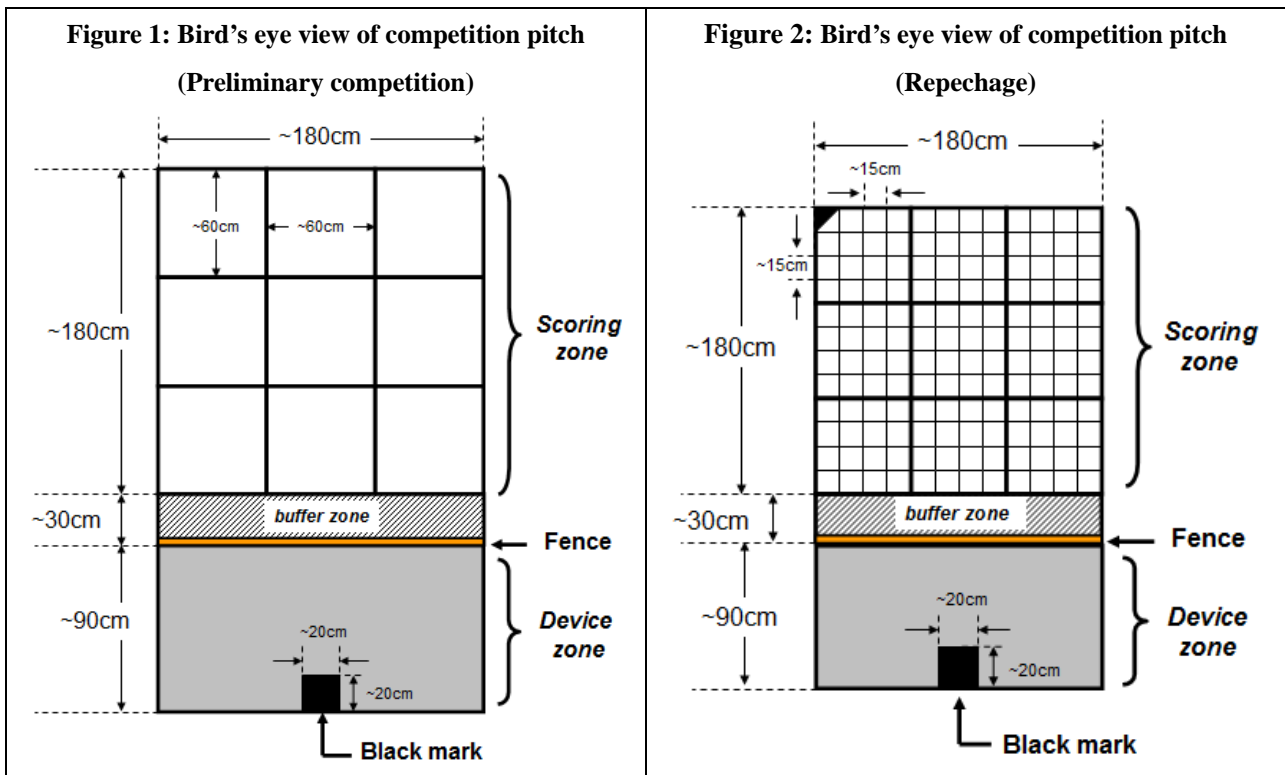 Figure 1: Bird's eye view of competition pitch
(Preliminary competition)
~180cm
~60cm
~60cm
~180cm
Scoring
zone
~30cm
buffer zone
Fence
~90cm
~20cm
~20cm
Device
zone
Black mark
Figure 2: Bird's eye view of competition pitch
(Repechage)
~180cm
~15cm
~15cm
~180cm
Scoring
zone
~30cm
buffer zone
Fence
~90cm
~20cm
~20cm
Device
zone
Black mark